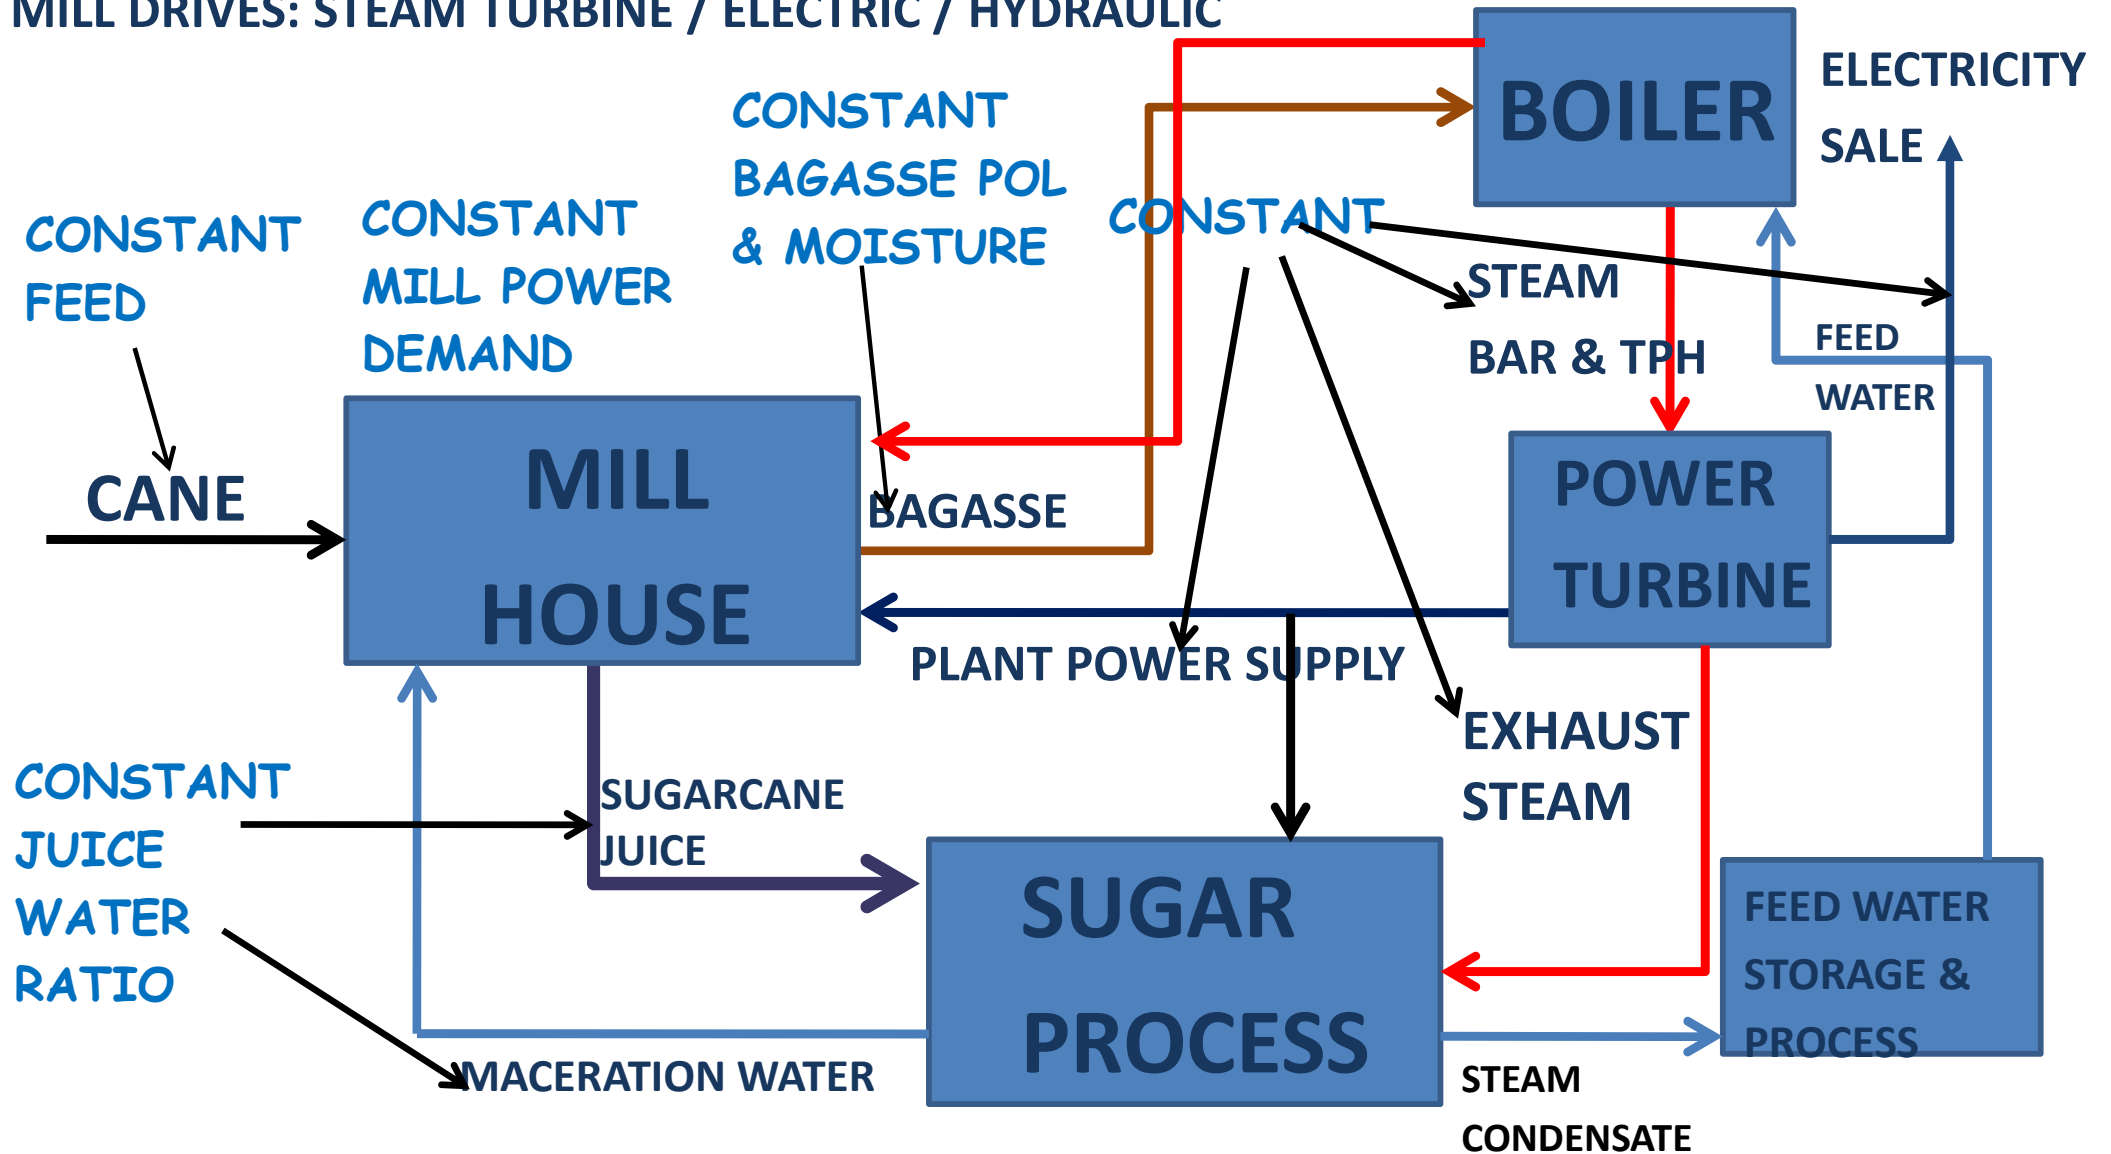 MILL DRIVES: STEAM TURBINE / ELECTRIC / HYDRAULIC
BOILER
ELECTRICITY
SALE
CONSTANT
BAGASSE POL
& MOISTURE
CONSTANT
FEED
CONSTANT
MILL POWER
DEMAND
CONSTANT
STEAM
BAR & TPH
FEED
WATER
CANE
MILL
HOUSE
BAGASSE
POWER
TURBINE
PLANT POWER SUPPLY
EXHAUST
STEAM
CONSTANT
JUICE
WATER
RATIO
SUGARCANE
JUICE
SUGAR
PROCESS
FEED WATER
STORAGE &
PROCESS
MACERATION WATER
STEAM
CONDENSATE